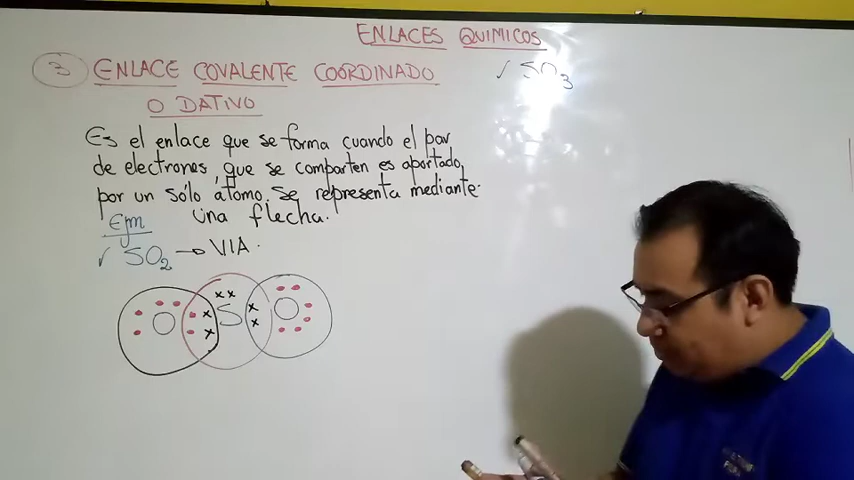 ENLACES QUIMICOS
3 ENLACE COVALENTE COORDINADO
O DATIVO
Es el enlace que se forma cuando el par
de electrones, que se comparten es aportado
por un sólo átomo. Se representa mediante
una flecha.
Ejm
✓ SO2 → VIA.
O S O
✓ SO3